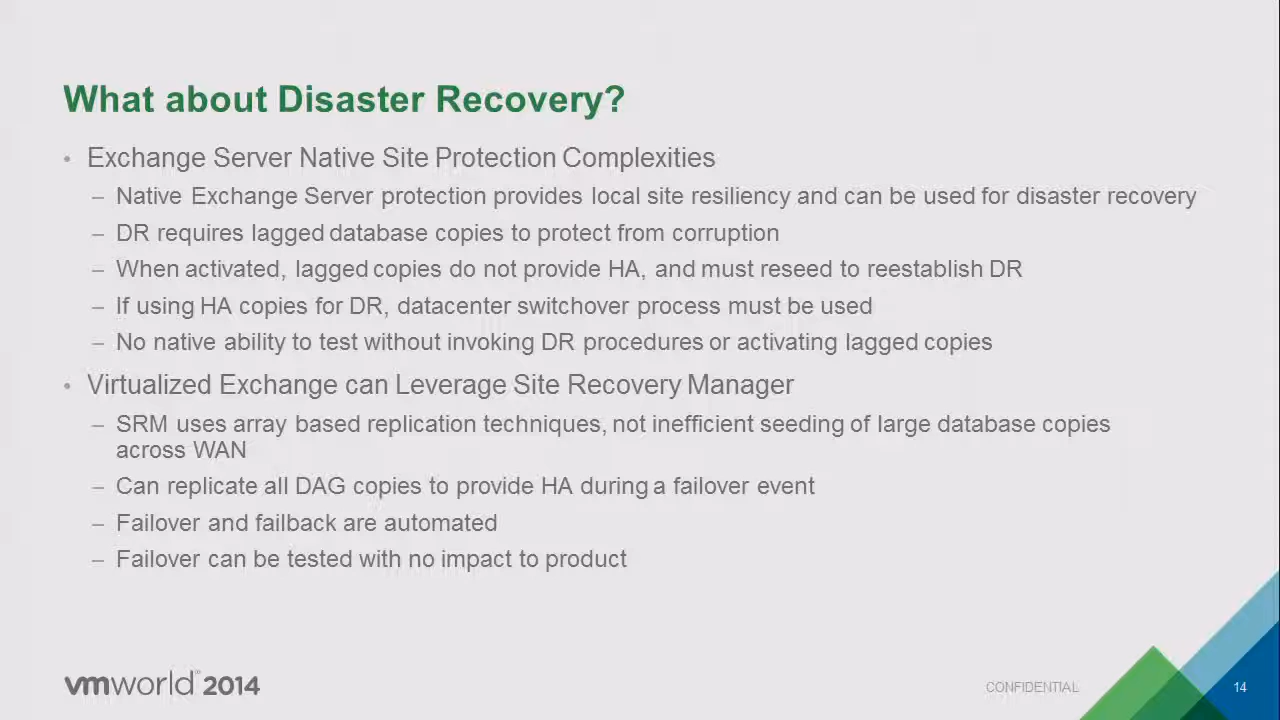 What about Disaster Recovery?
• Exchange Server Native Site Protection Complexities
– Native Exchange Server protection provides local site resiliency and can be used for disaster recovery
– DR requires lagged database copies to protect from corruption
– When activated, lagged copies do not provide HA, and must reseed to reestablish DR
– If using HA copies for DR, datacenter switchover process must be used
– No native ability to test without invoking DR procedures or activating lagged copies
• Virtualized Exchange can Leverage Site Recovery Manager
– SRM uses array based replication techniques, not inefficient seeding of large database copies
across WAN
– Can replicate all DAG copies to provide HA during a failover event
– Failover and failback are automated
– Failover can be tested with no impact to product
vmworld™ 2014
CONFIDENTIAL
14